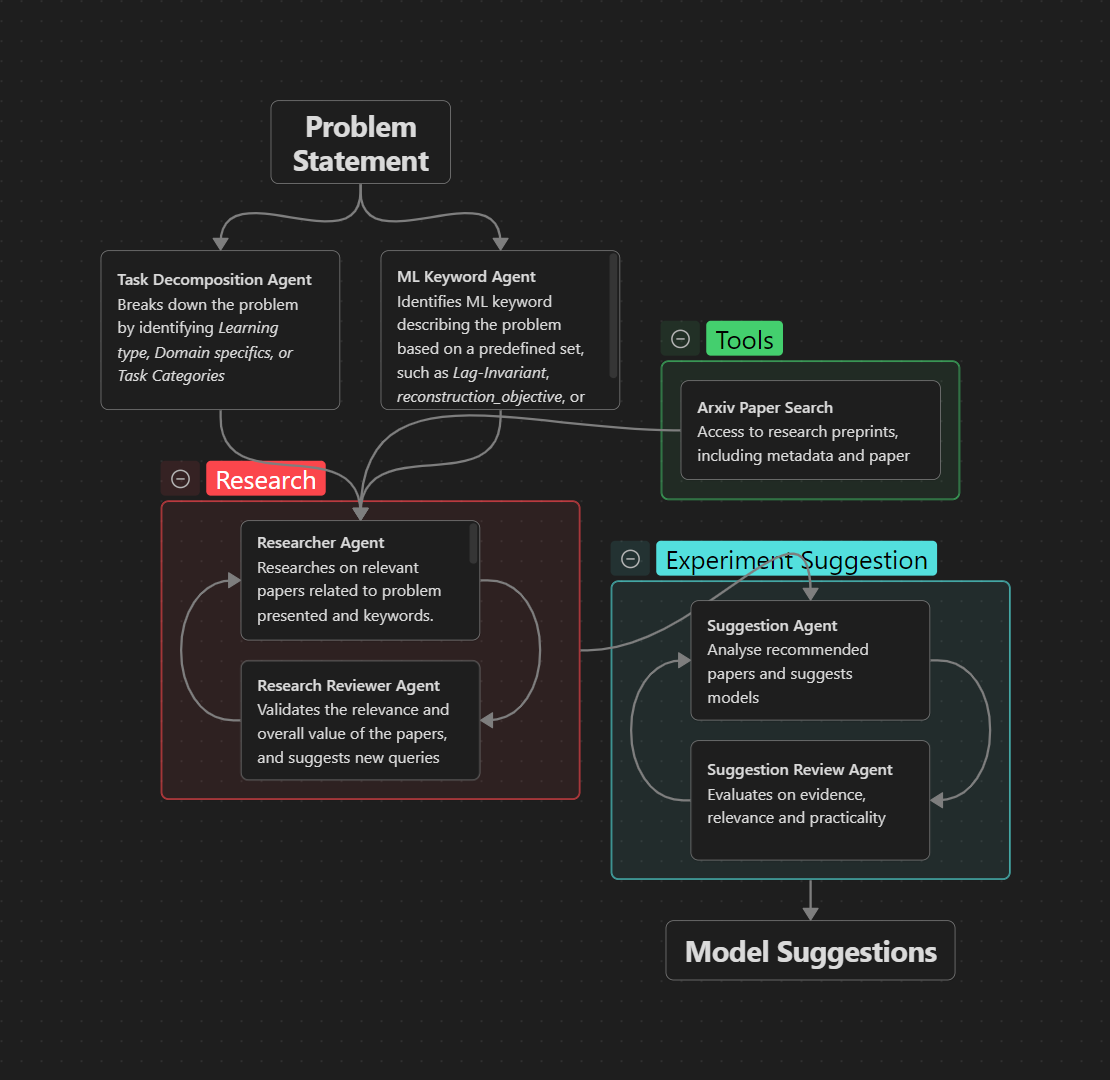 Problem
Statement
Task Decomposition Agent
Breaks down the problem
by identifying Learning
type, Domain specifics, or
Task Categories
ML Keyword Agent
Identifies ML keyword
describing the problem
based on a predefined set,
such as Lag-Invariant,
reconstruction_objective, or
Tools
Arxiv Paper Search
Access to research preprints,
including metadata and paper
Research
Researcher Agent
Researches on relevant
papers related to problem
presented and keywords.
Research Reviewer Agent
Validates the relevance and
overall value of the papers,
and suggests new queries
Experiment Suggestion
Suggestion Agent
Analyse recommended
papers and suggests
models
Suggestion Review Agent
Evaluates on evidence,
relevance and practicality
Model Suggestions